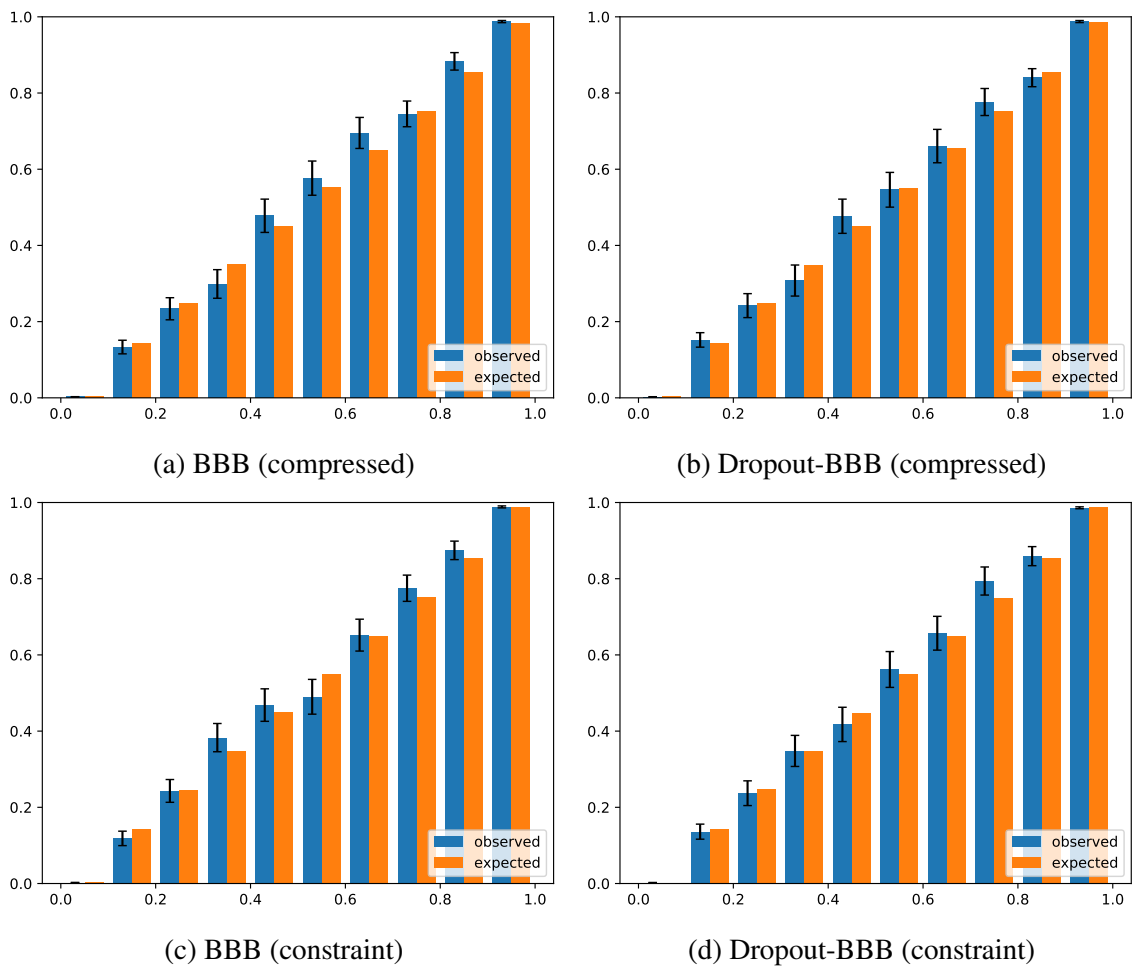 1.0 1.0
0.8 0.8
0.6 0.6
0.4 0.4
0.2 0.2
observed observed
expected expected
0.0 0.0
0.0 0.2 0.4 0.6 0.8 1.0 0.0 0.2 0.4 0.6 0.8 1.0
(a) BBB (compressed) (b) Dropout-BBB (compressed)
1.0 1.0
0.8 0.8
0.6 0.6
0.4 0.4
0.2 0.2
observed observed
expected expected
0.0 0.0
0.0 0.2 0.4 0.6 0.8 1.0 0.0 0.2 0.4 0.6 0.8 1.0
(c) BBB (constraint) (d) Dropout-BBB (constraint)